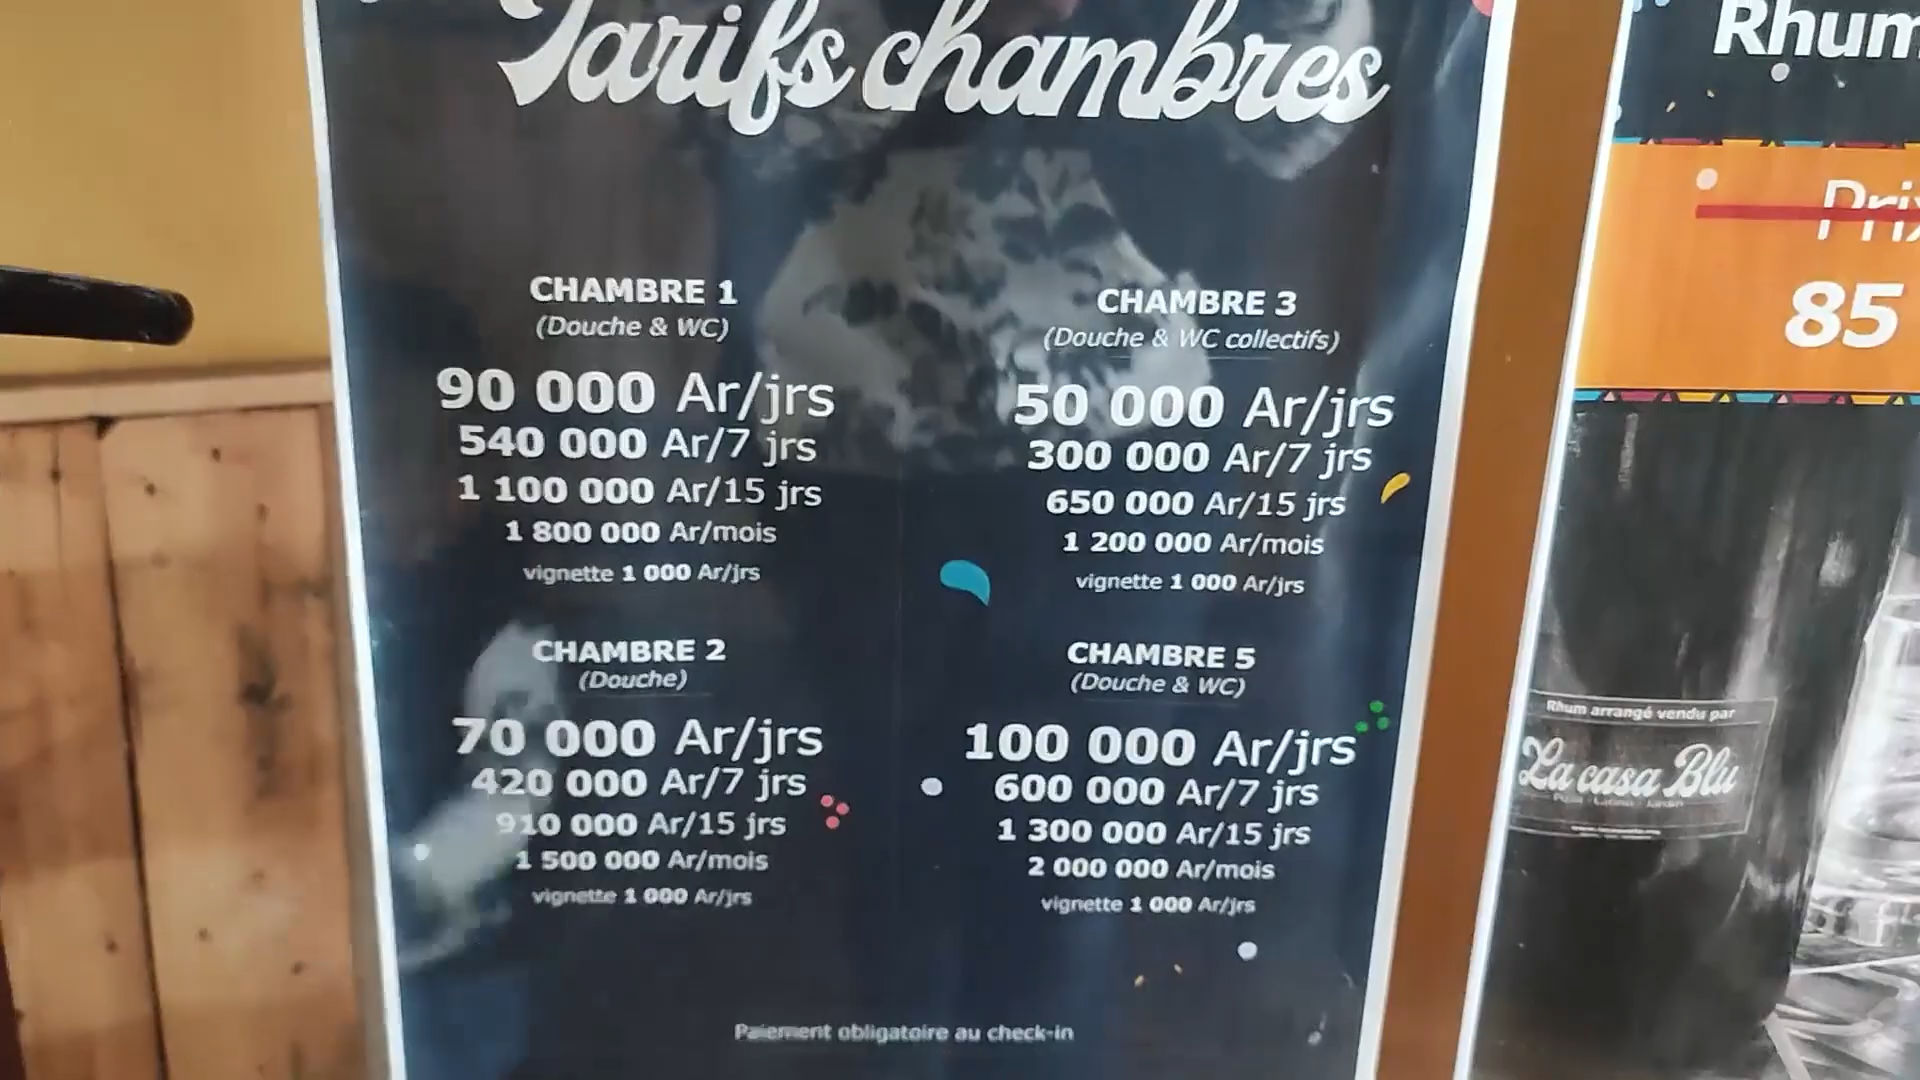 Tarifs chambres
CHAMBRE 1
(Douche & WC)
90 000 Ar/jrs
540 000 Ar/7 jrs
1 100 000 Ar/15 jrs
1 800 000 Ar/mois
vignette 1 000 Ar/jrs
CHAMBRE 2
(Douche)
70 000 Ar/jrs
420 000 Ar/7 jrs
910 000 Ar/15 jrs
1 500 000 Ar/mois
vignette 1 000 Ar/jrs
CHAMBRE 3
(Douche & WC collectifs)
50 000 Ar/jrs
300 000 Ar/7 jrs
650 000 Ar/15 jrs
1 200 000 Ar/mois
vignette 1 000 Ar/jrs
CHAMBRE 5
(Douche & WC)
100 000 Ar/jrs
600 000 Ar/7 jrs
1 300 000 Ar/15 jrs
2 000 000 Ar/mois
vignette 1 000 Ar/jrs
Paiement obligatoire au check-in
Rhum
85
Rhum arrangé vendu par
La casa Blu